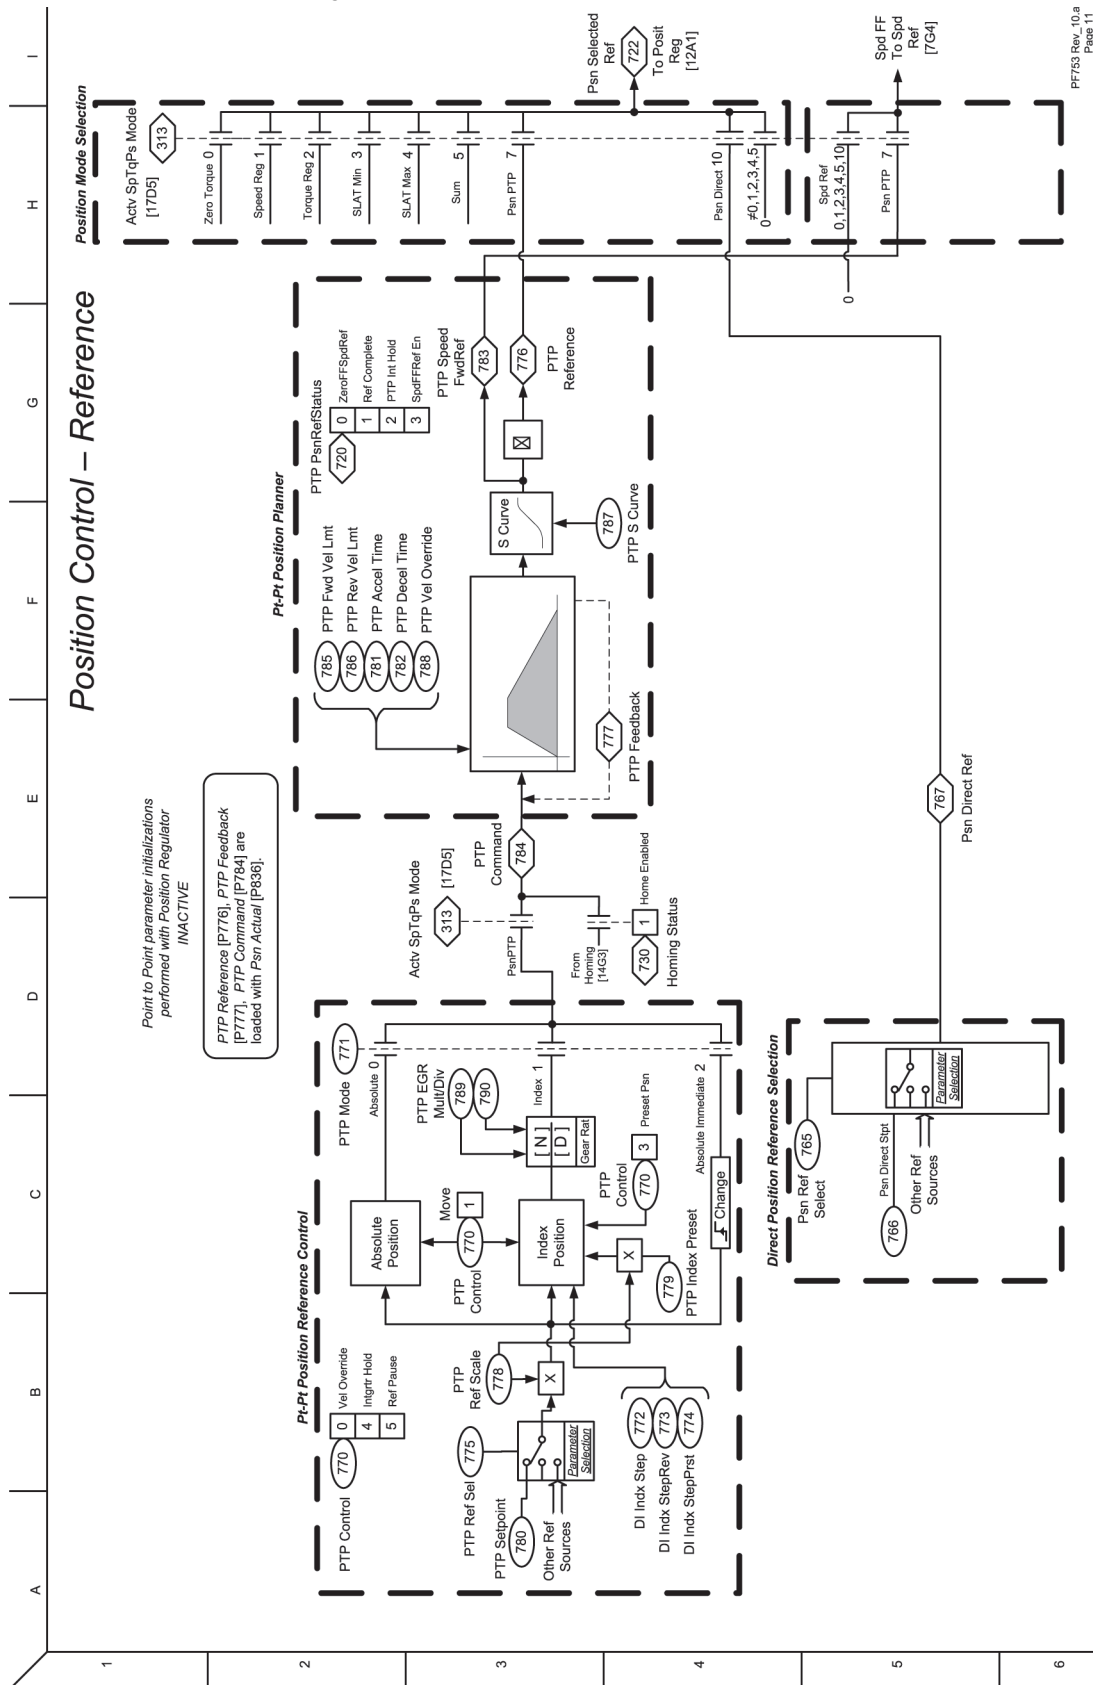 Position Control – Reference
A
B
C
D
E
F
G
H
I
1
2
3
4
5
6
Point to Point parameter initializations
performed with Position Regulator
INACTIVE
PTP Reference [P776], PTP Feedback
[P777], PTP Command [P784] are
loaded with Psn Actual [P836].
Pt-Pt Position Reference Control
PTP Control
770
0 Vel Override
4 Intgrtr Hold
5 Ref Pause
PTP Ref Sel
775
PTP Setpoint
780
Other Ref
Sources
Parameter
Selection
PTP
Ref Scale
778
X
DI Indx Step
772
DI Indx StepRev
773
DI Indx StepPrst
774
Absolute
Position
PTP
Control
770
Move
1
Index
Position
X
779
PTP Index Preset
PTP
Control
770
3 Preset Psn
Change
PTP EGR
Mult/Div
789
790
[ N ]
[ D ]
Gear Rat
PTP Mode
771
Absolute 0
Index 1
Absolute Immediate 2
Actv SpTqPs Mode
313
[17D5]
PsnPTP
From
Homing
[14G3]
730
1 Home Enabled
Homing Status
PTP
Command
784
Pt-Pt Position Planner
785 PTP Fwd Vel Lmt
786 PTP Rev Vel Lmt
781 PTP Accel Time
782 PTP Decel Time
788 PTP Vel Override
777
PTP Feedback
S Curve
787
PTP S Curve
PTP PsnRefStatus
720
0 ZeroFFSpdRef
1 Ref Complete
2 PTP Int Hold
3 SpdFFRef En
PTP Speed
FwdRef
783
776
PTP
Reference
Direct Position Reference Selection
Psn Ref
Select
765
Psn Direct Stpt
766
Other Ref
Sources
Parameter
Selection
767
Psn Direct Ref
Position Mode Selection
Actv SpTqPs Mode
313
[17D5]
Zero Torque 0
Speed Reg 1
Torque Reg 2
SLAT Min 3
SLAT Max 4
Sum 5
Psn PTP 7
Psn Direct 10
≠0,1,2,3,4,5
0
Spd Ref
0,1,2,3,4,5,10
0
Psn PTP 7
Psn Selected
Ref
722
To Posit
Reg
[12A1]
Spd FF
To Spd
Ref
[7G4]
PF753 Rev_10.a
Page 11